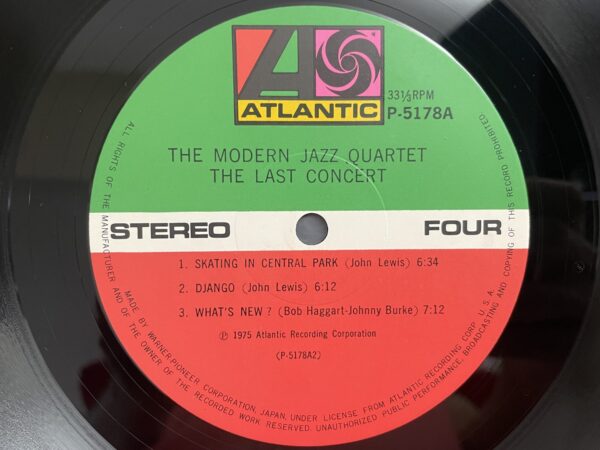 ATLANTIC
33⅓RPM
P-5178A
THE MODERN JAZZ QUARTET
THE LAST CONCERT
STEREO FOUR
1. SKATING IN CENTRAL PARK (John Lewis) 6:34
2. DJANGO (John Lewis) 6:12
3. WHAT'S NEW ? (Bob Haggart-Johnny Burke) 7:12
Ⓟ 1975 Atlantic Recording Corporation
(P-5178A2)
MADE BY WARNER-PIONEER CORPORATION, JAPAN, UNDER LICENSE FROM ATLANTIC RECORDING CORP. U.S.A.
ALL RIGHTS OF THE MANUFACTURER AND OF THE OWNER OF THE RECORDED WORK RESERVED. UNAUTHORIZED PUBLIC PERFORMANCE, BROADCASTING AND COPYING OF THIS RECORD PROHIBITED.